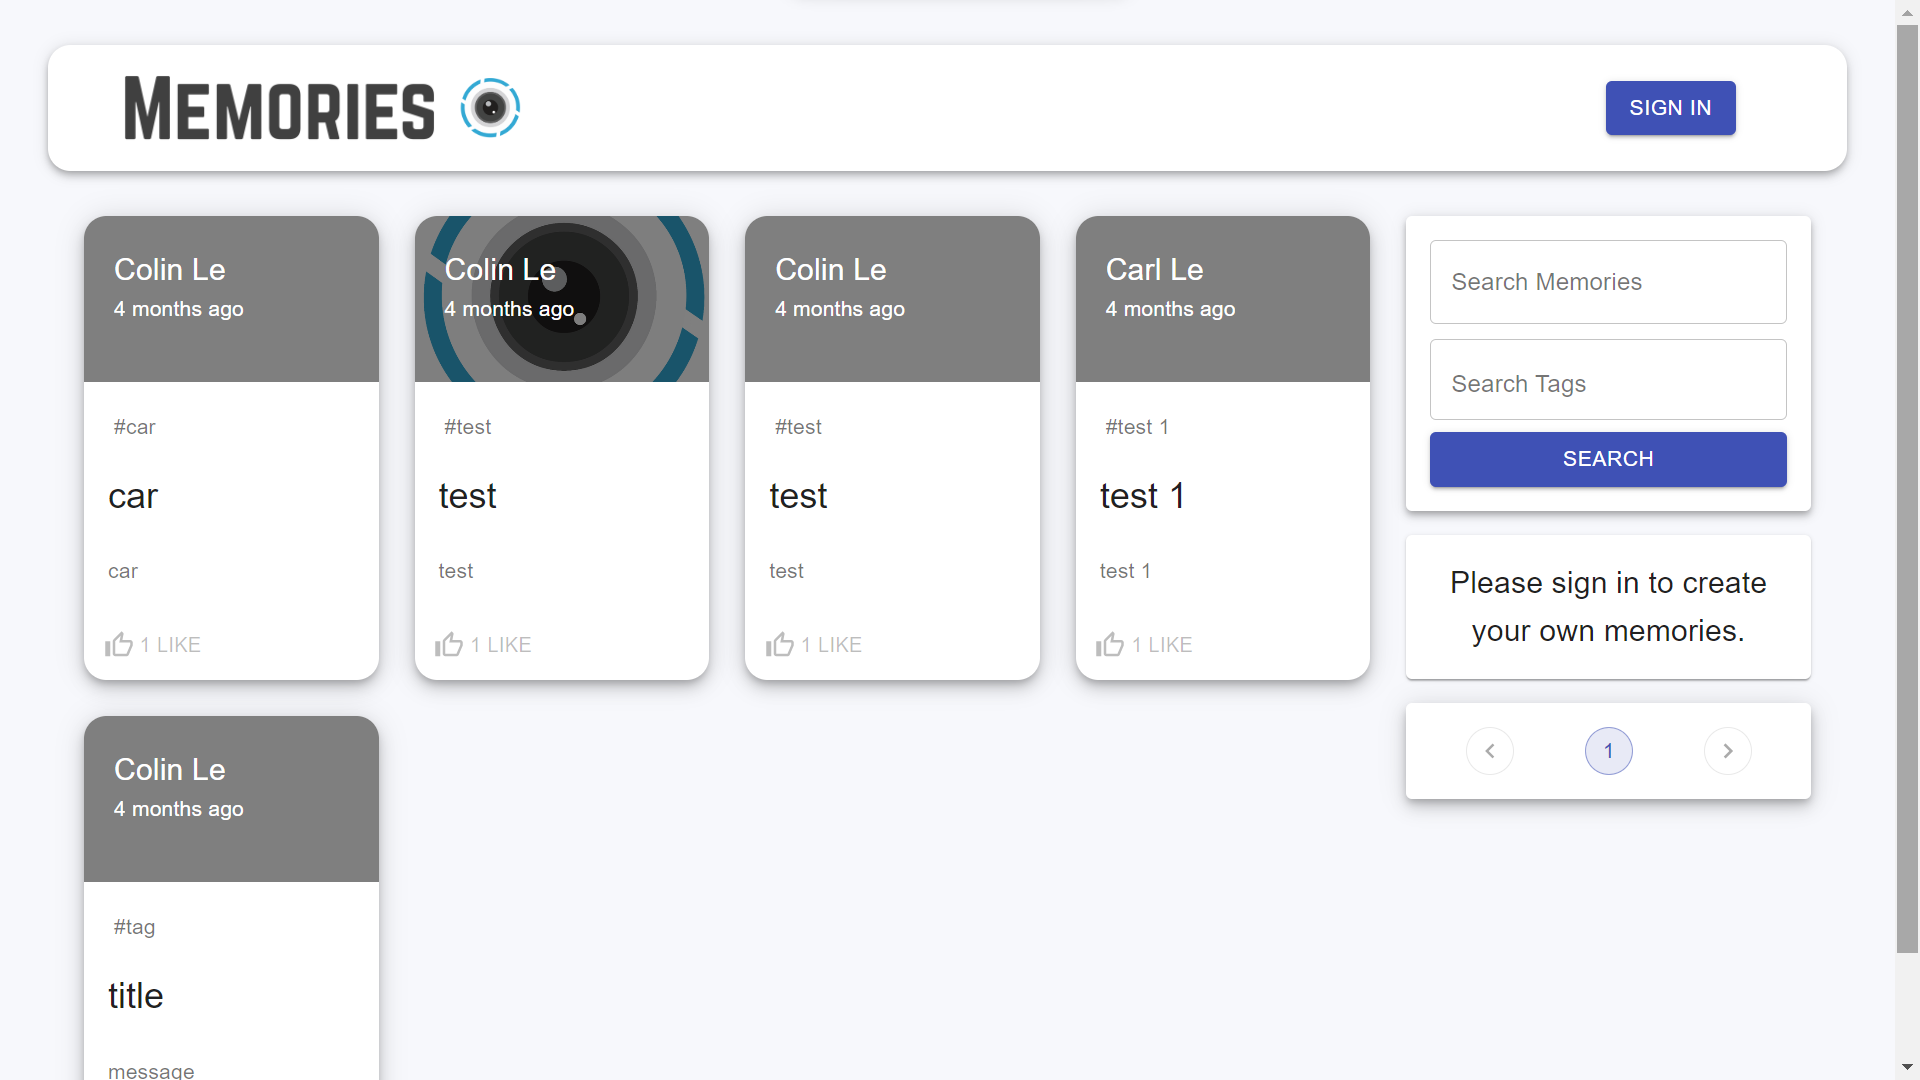 MEMORIES
SIGN IN
Colin Le
4 months ago
#car
car
car
1 LIKE
Colin Le
4 months ago
#test
test
test
1 LIKE
Colin Le
4 months ago
#test
test
test
1 LIKE
Carl Le
4 months ago
#test 1
test 1
test 1
1 LIKE
Colin Le
4 months ago
#tag
title
message
Search Memories
Search Tags
SEARCH
Please sign in to create
your own memories.
1